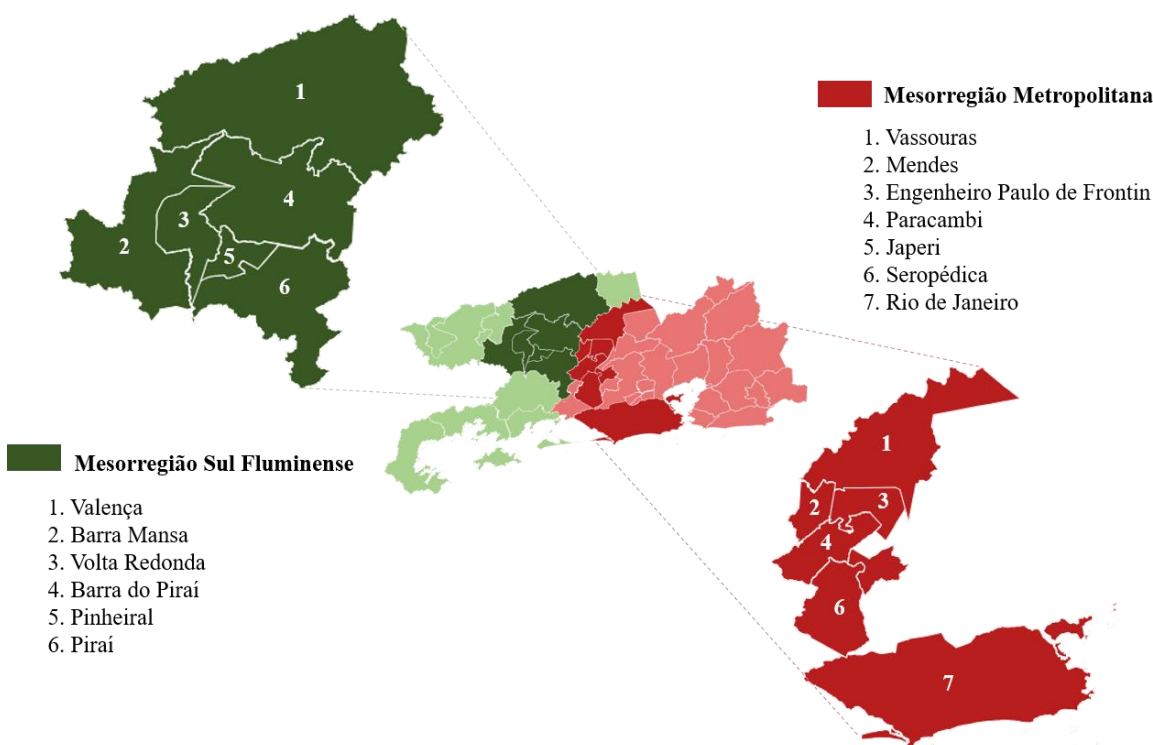 1
2
3
4
5
6
Mesorregião Metropolitana
1. Vassouras
2. Mendes
3. Engenheiro Paulo de Frontin
4. Paracambi
5. Japeri
6. Seropédica
7. Rio de Janeiro
Mesorregião Sul Fluminense
1. Valença
2. Barra Mansa
3. Volta Redonda
4. Barra do Piraí
5. Pinheiral
6. Piraí
1
2
3
4
6
7